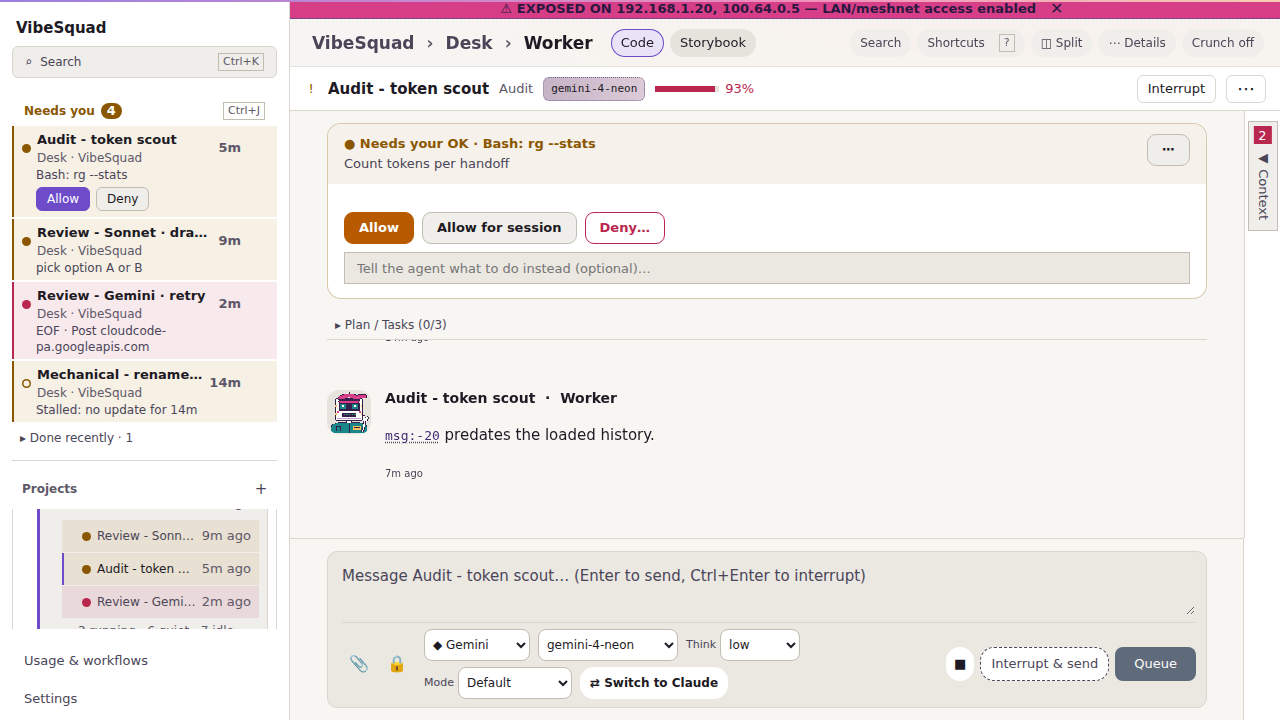 ⚠ EXPOSED ON 192.168.1.20, 100.64.0.5 — LAN/meshnet access enabled ✕
VibeSquad
⌕ Search Ctrl+K
Needs you 4 Ctrl+J
Audit - token scout 5m
Desk · VibeSquad
Bash: rg --stats
Allow Deny
Review - Sonnet · dra… 9m
Desk · VibeSquad
pick option A or B
Review - Gemini · retry 2m
Desk · VibeSquad
EOF · Post cloudcode-
pa.googleapis.com
Mechanical - rename… 14m
Desk · VibeSquad
Stalled: no update for 14m
▸ Done recently · 1
Projects +
Review - Sonn… 9m ago
Audit - token … 5m ago
Review - Gemi… 2m ago
Usage & workflows
Settings
VibeSquad › Desk › Worker Code Storybook Search Shortcuts ? ◫ Split ⋯ Details Crunch off
! Audit - token scout Audit gemini-4-neon 93% Interrupt ⋯
● Needs your OK · Bash: rg --stats ⋯
Count tokens per handoff
Allow Allow for session Deny…
Tell the agent what to do instead (optional)…
▸ Plan / Tasks (0/3)
Audit - token scout · Worker
msg:-20 predates the loaded history.
7m ago
2 ◀ Context
Message Audit - token scout… (Enter to send, Ctrl+Enter to interrupt)
📎 🔒 ◆ Gemini gemini-4-neon Think low
Mode Default ⇄ Switch to Claude
■ Interrupt & send Queue